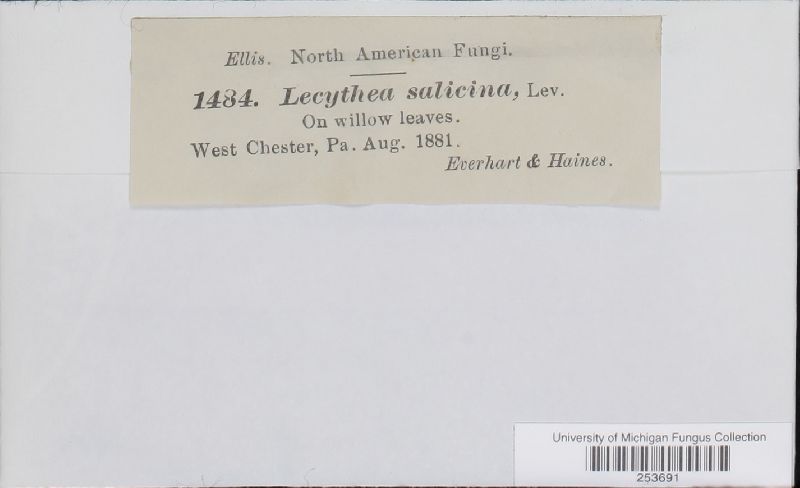 Ellis. North American Fungi.
1484. Lecythea salicina, Lev.
On willow leaves.
West Chester, Pa. Aug. 1881.
Everhart & Haines.
University of Michigan Fungus Collection
253691